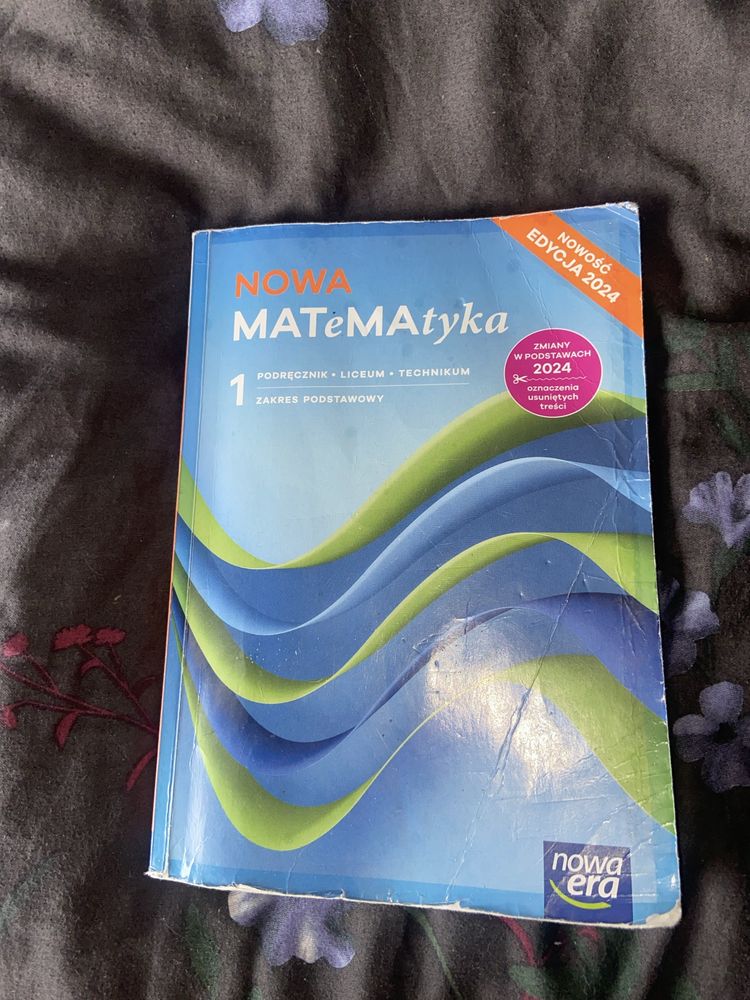 NOWOŚĆ
EDYCJA 2024
NOWA
MATeMAtyka
1
PODRĘCZNIK • LICEUM • TECHNIKUM
ZAKRES PODSTAWOWY
ZMIANY
W PODSTAWACH
2024
oznaczenia
usuniętych
treści
nowa
era